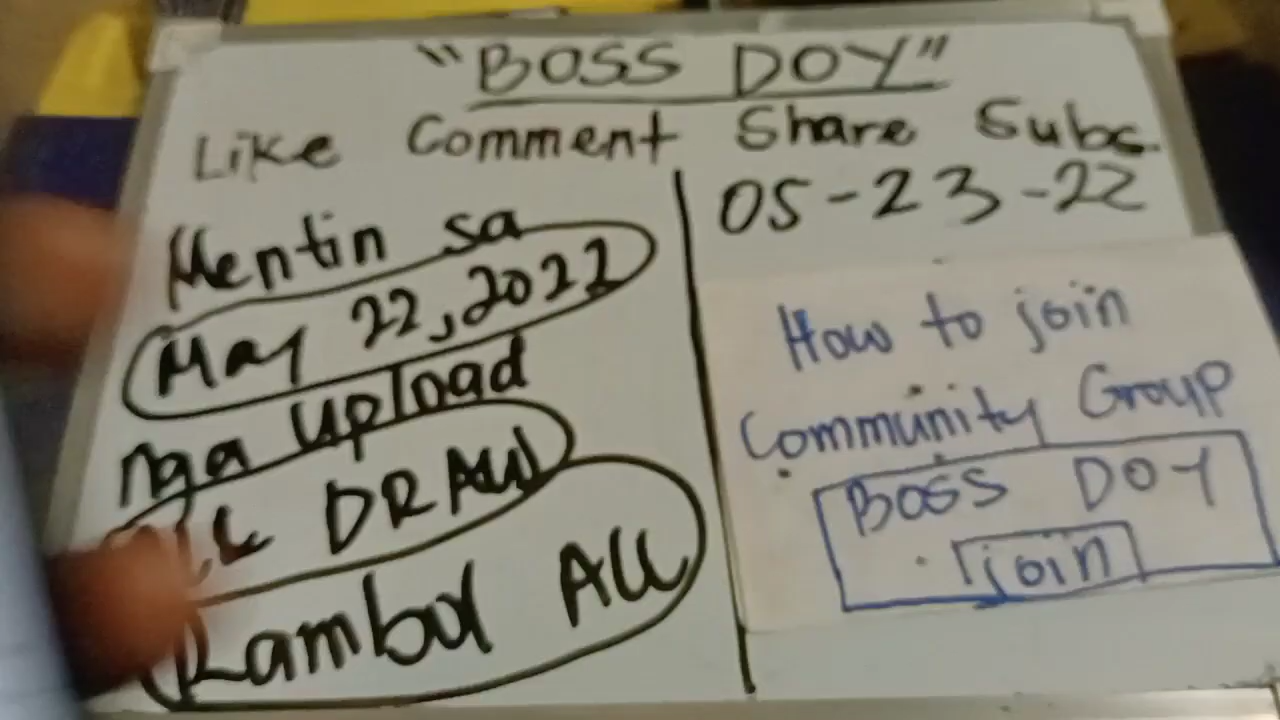 "BOSS DOY"
Like Comment Share Subs.
Mentin sa
May 22, 2022
nga upload
DRAW
Rambol ALL
05-23-22
How to join
Community Group
BOSS DOY
join